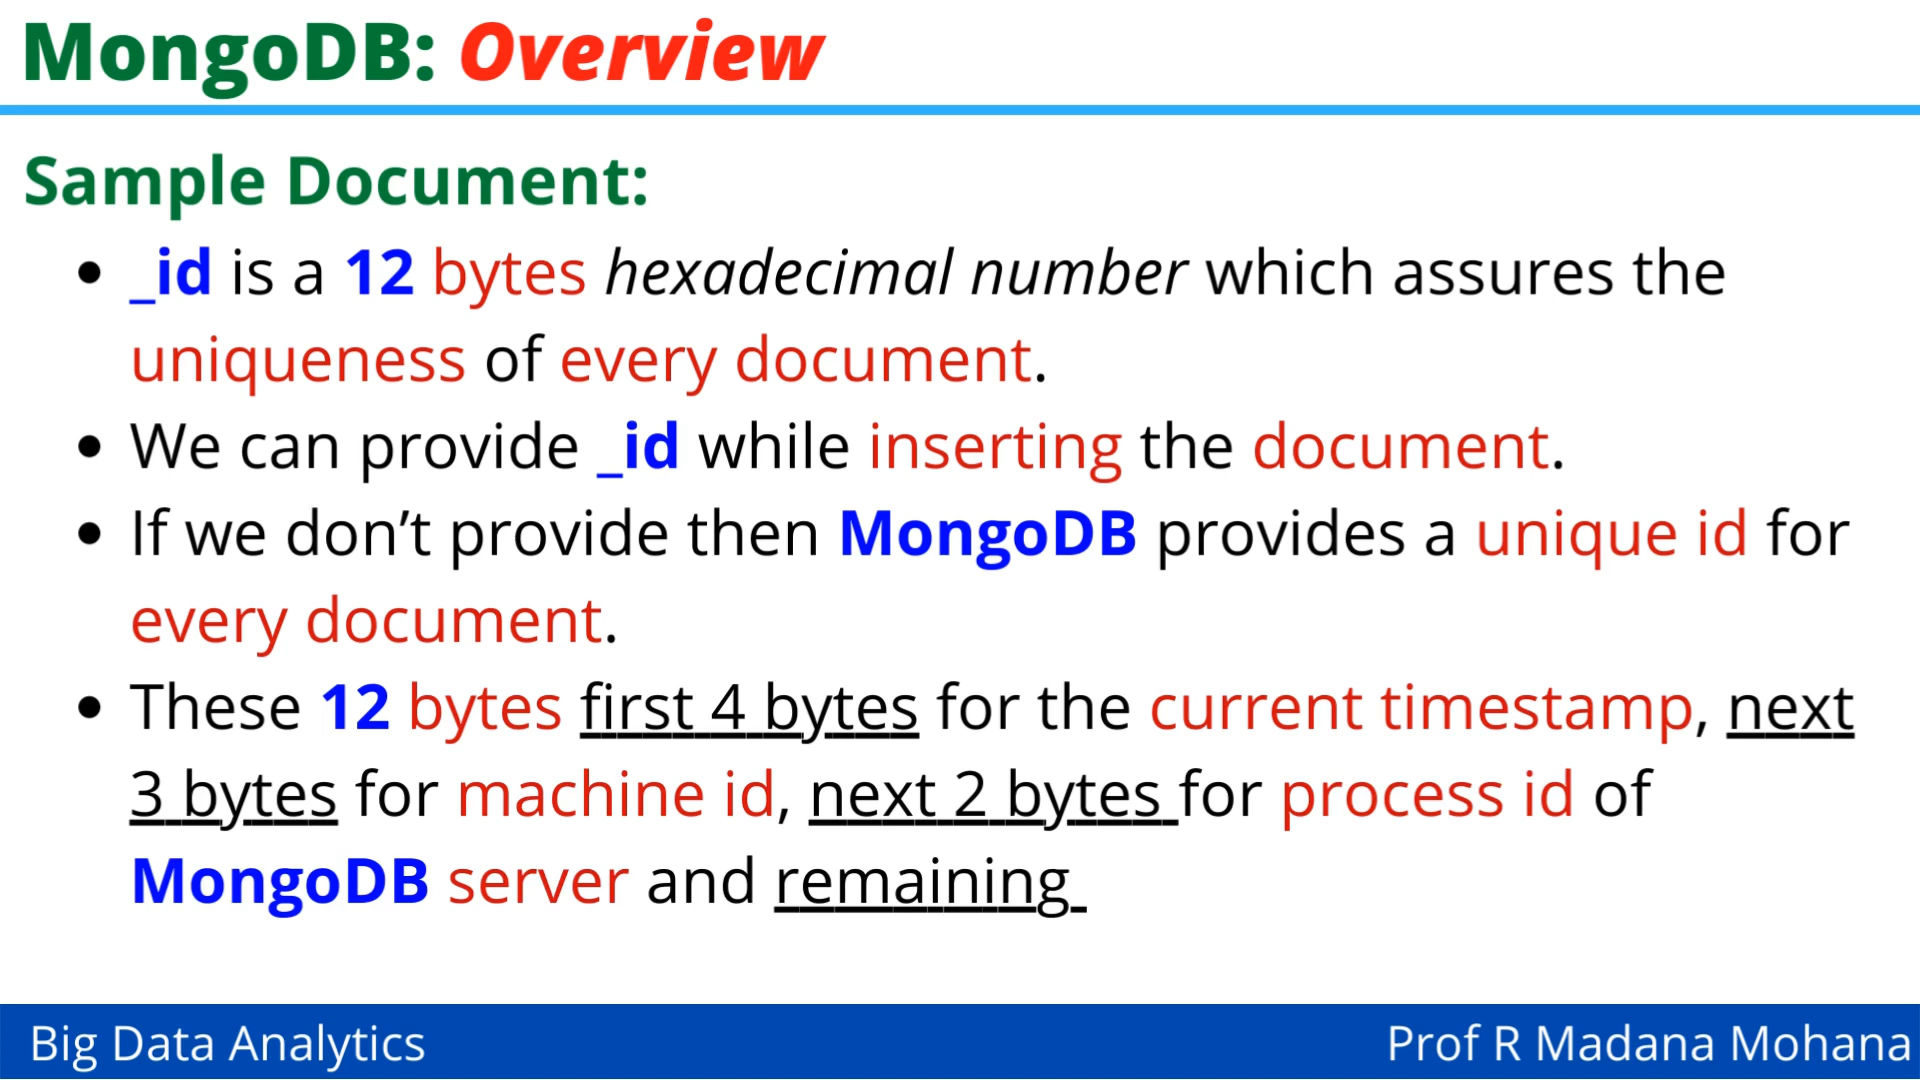 MongoDB: Overview
Sample Document:
• _id is a 12 bytes hexadecimal number which assures the
uniqueness of every document.
• We can provide _id while inserting the document.
• If we don’t provide then MongoDB provides a unique id for
every document.
• These 12 bytes first 4 bytes for the current timestamp, next
3 bytes for machine id, next 2 bytes for process id of
MongoDB server and remaining
Big Data Analytics
Prof R Madana Mohana